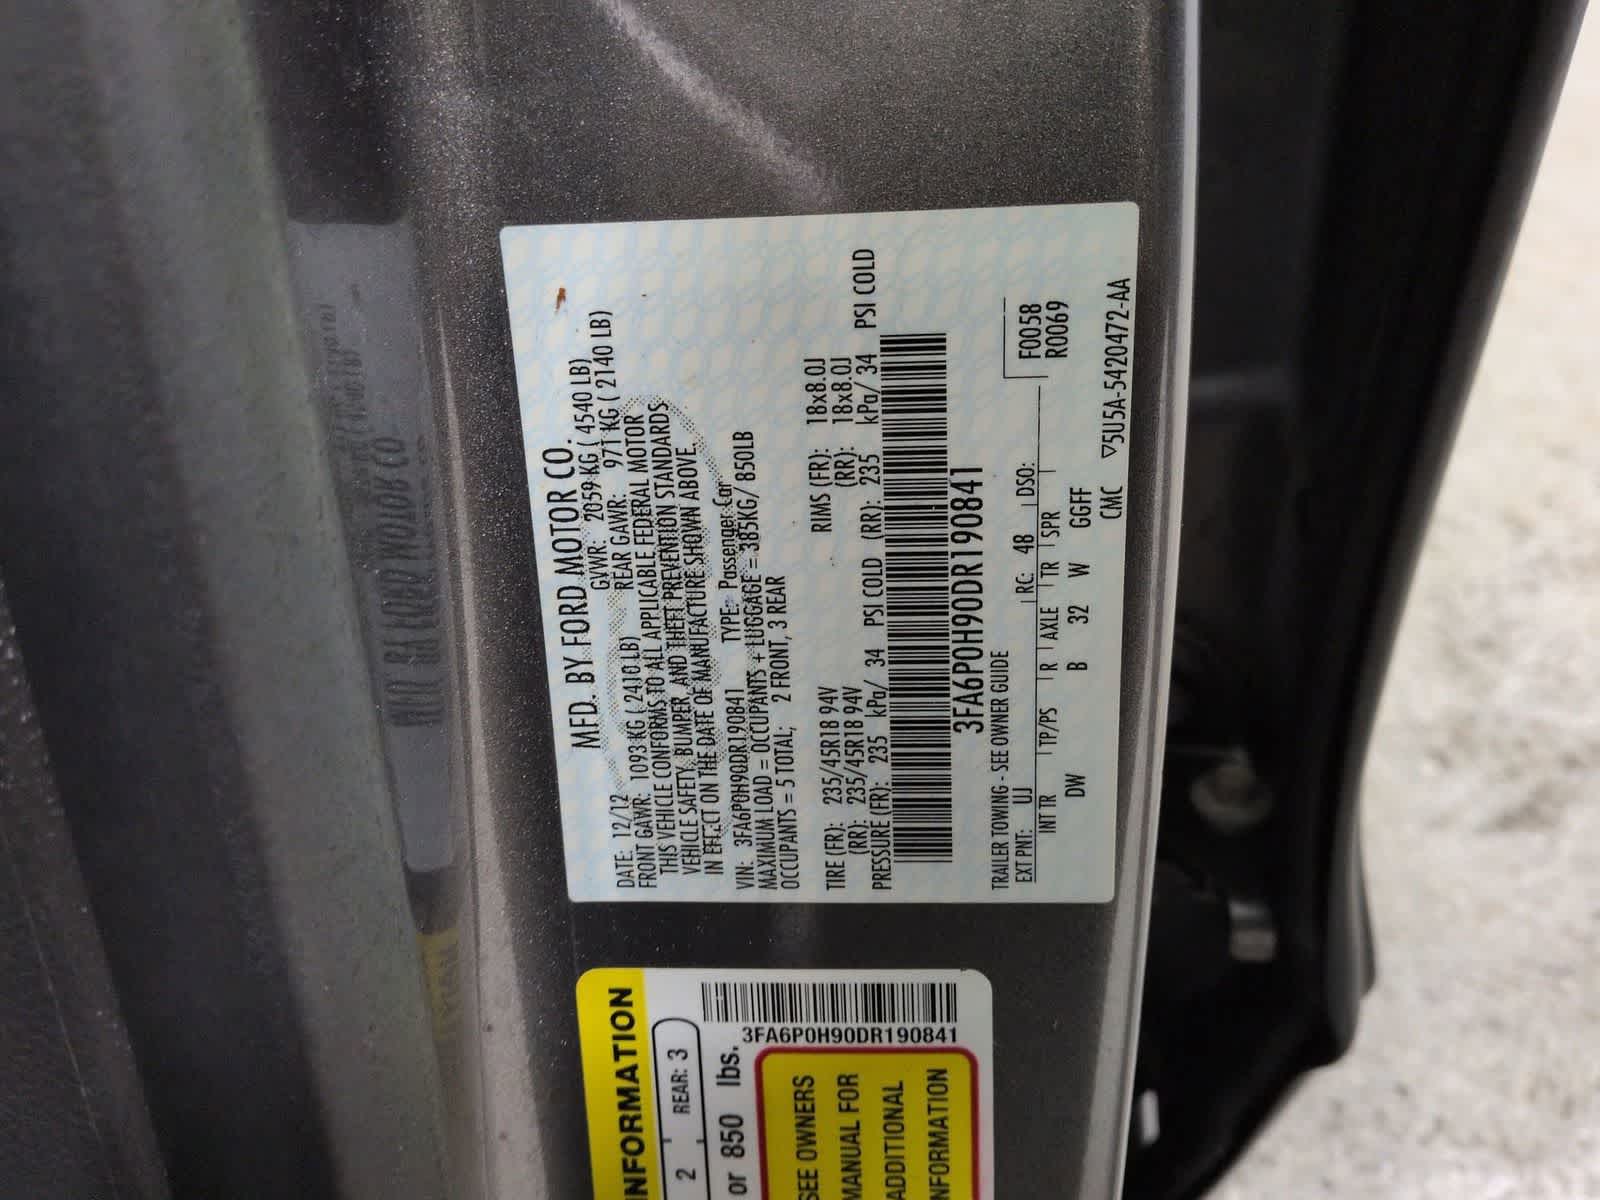 MFD. BY FORD MOTOR CO.
DATE: 12/12 GVWR: 2059 KG ( 4540 LB)
FRONT GAWR: 1093 KG ( 2410 LB) REAR GAWR: 971 KG ( 2140 LB)
THIS VEHICLE CONFORMS TO ALL APPLICABLE FEDERAL MOTOR
VEHICLE SAFETY, BUMPER, AND THEFT PREVENTION STANDARDS
IN EFFECT ON THE DATE OF MANUFACTURE SHOWN ABOVE.
VIN: 3FA6P0H90DR190841 TYPE: Passenger Car
MAXIMUM LOAD = OCCUPANTS + LUGGAGE = 385KG/ 850LB
OCCUPANTS = 5 TOTAL; 2 FRONT, 3 REAR
TIRE (FR): 235/45R18 94V RIMS (FR): 18x8.0J
(RR): 235/45R18 94V (RR): 18x8.0J
PRESSURE (FR): 235 kPa/ 34 PSI COLD (RR): 235 kPa/ 34 PSI COLD
3FA6P0H90DR190841
TRAILER TOWING - SEE OWNER GUIDE
F0058
EXT PNT: UJ RC: 48 DSO:
R0069
INT TR TP/PS R AXLE TR SPR
DW B 32 W GGFF
CMC ▽5U5A-5420472-AA
INFORMATION
2 REAR: 3
or 850 lbs.
3FA6P0H90DR190841
SEE OWNERS
MANUAL FOR
ADDITIONAL
INFORMATION